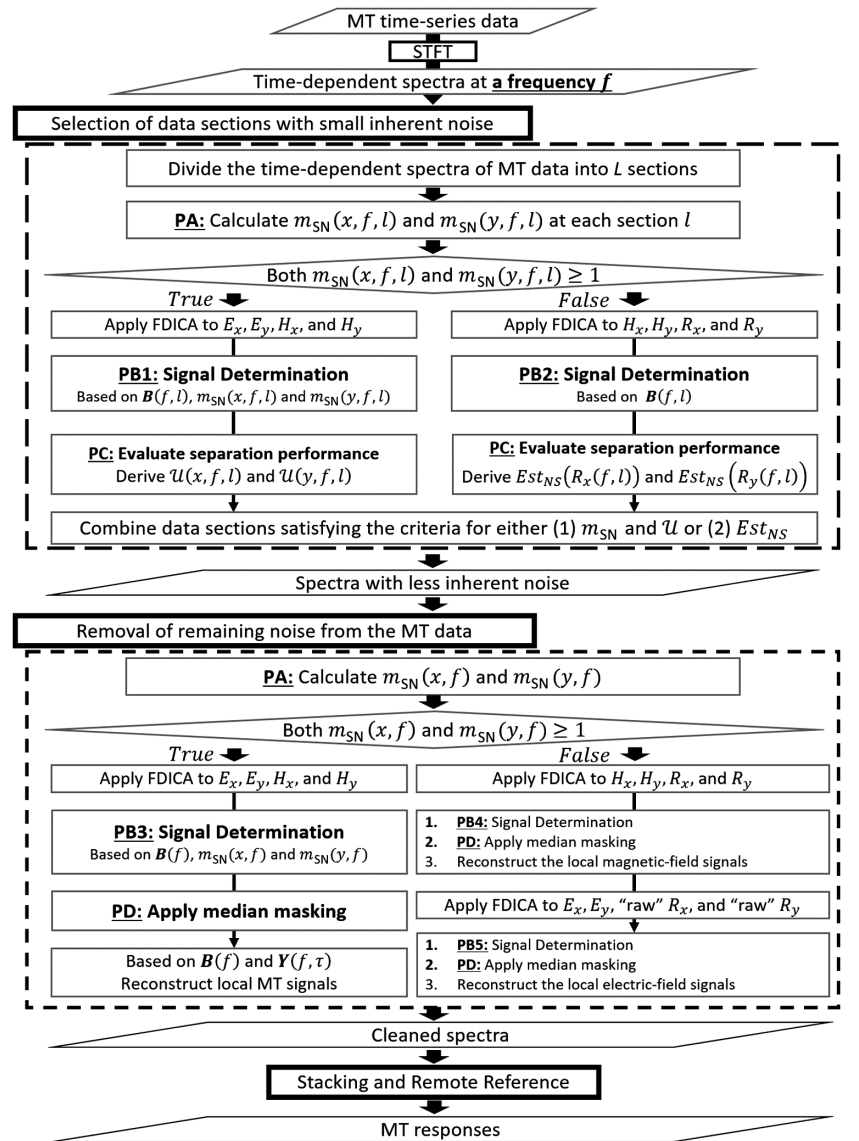 MT time-series data
STFT
Time-dependent spectra at a frequency f
Selection of data sections with small inherent noise
Divide the time-dependent spectra of MT data into L sections
PA: Calculate m_SN(x, f, l) and m_SN(y, f, l) at each section l
Both m_SN(x, f, l) and m_SN(y, f, l) ≥ 1
True
False
Apply FDICA to E_x, E_y, H_x, and H_y
Apply FDICA to H_x, H_y, R_x, and R_y
PB1: Signal Determination
Based on B(f, l), m_SN(x, f, l) and m_SN(y, f, l)
PB2: Signal Determination
Based on B(f, l)
PC: Evaluate separation performance
Derive 𝒰(x, f, l) and 𝒰(y, f, l)
PC: Evaluate separation performance
Derive Est_NS(R_x(f, l)) and Est_NS(R_y(f, l))
Combine data sections satisfying the criteria for either (1) m_SN and 𝒰 or (2) Est_NS
Spectra with less inherent noise
Removal of remaining noise from the MT data
PA: Calculate m_SN(x, f) and m_SN(y, f)
Both m_SN(x, f) and m_SN(y, f) ≥ 1
True
False
Apply FDICA to E_x, E_y, H_x, and H_y
Apply FDICA to H_x, H_y, R_x, and R_y
PB3: Signal Determination
Based on B(f), m_SN(x, f) and m_SN(y, f)
1. PB4: Signal Determination
2. PD: Apply median masking
3. Reconstruct the local magnetic-field signals
PD: Apply median masking
Apply FDICA to E_x, E_y, “raw” R_x, and “raw” R_y
Based on B(f) and Y(f, τ)
Reconstruct local MT signals
1. PB5: Signal Determination
2. PD: Apply median masking
3. Reconstruct the local electric-field signals
Cleaned spectra
Stacking and Remote Reference
MT responses